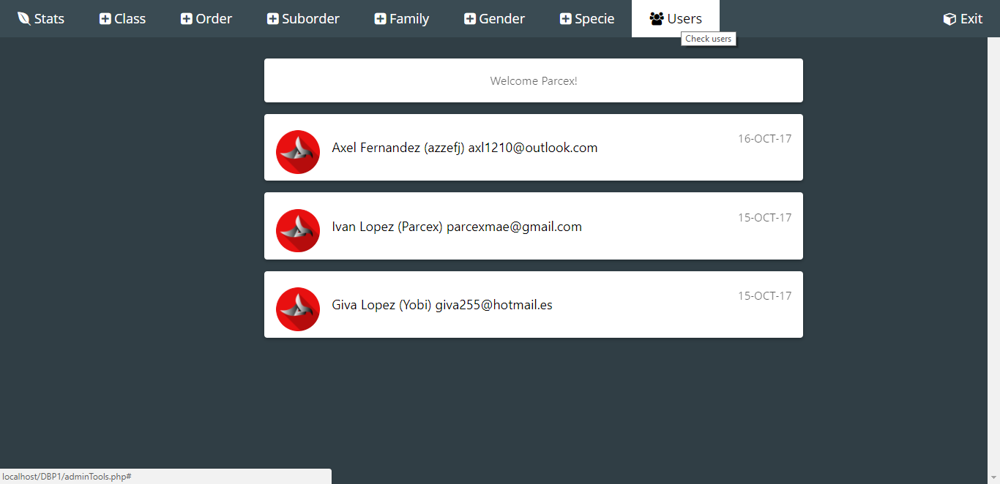 Stats Class Order Suborder Family Gender Specie Users Exit
Check users
Welcome Parcex!
16-OCT-17
Axel Fernandez (azzefj) axl1210@outlook.com
15-OCT-17
Ivan Lopez (Parcex) parcexmae@gmail.com
15-OCT-17
Giva Lopez (Yobi) giva255@hotmail.es
localhost/DBP1/adminTools.php#